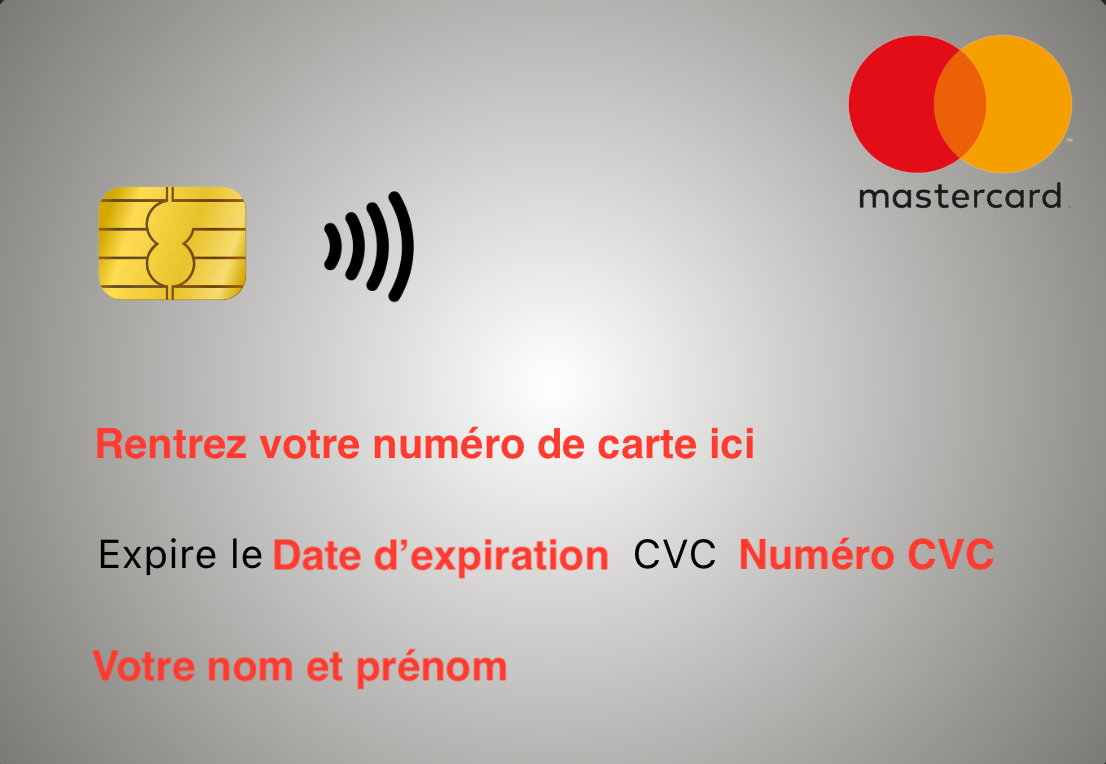 mastercard
Rentrez votre numéro de carte ici
Expire le Date d’expiration CVC Numéro CVC
Votre nom et prénom